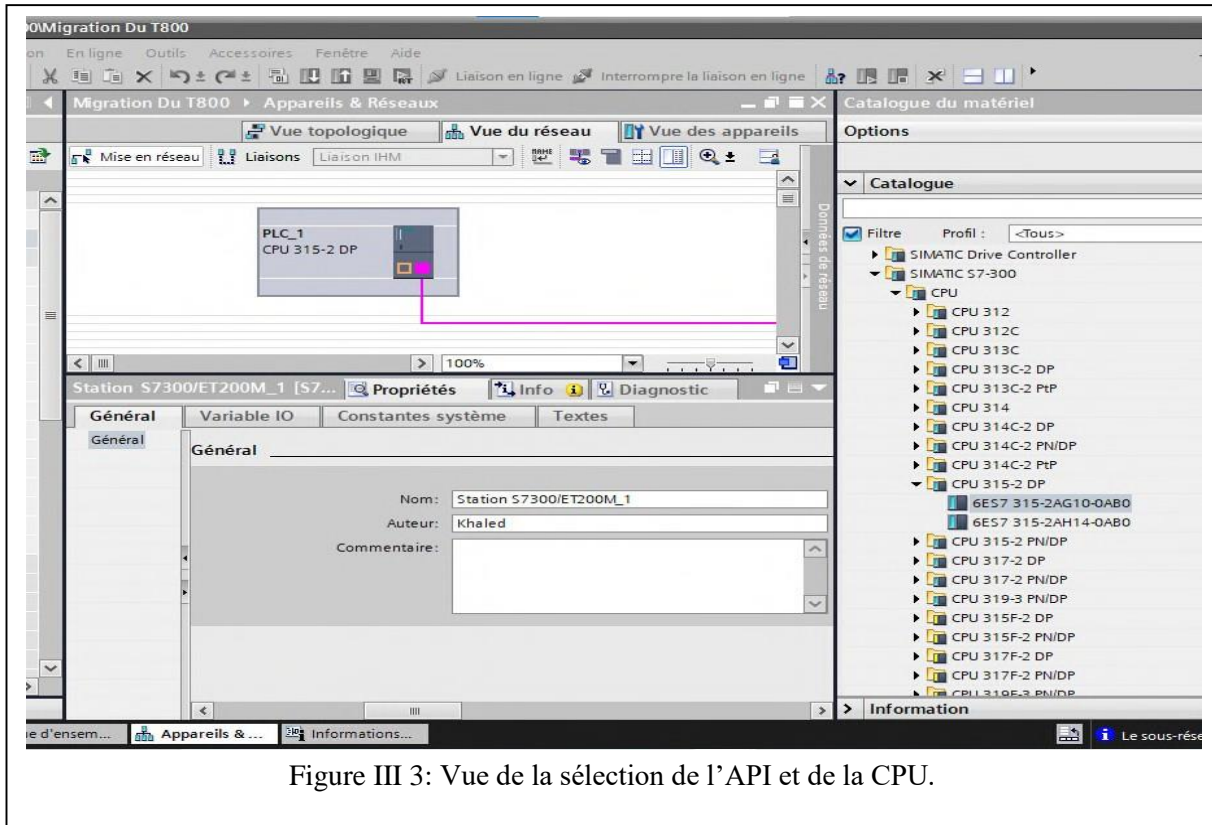 00\Migration Du T800
on En ligne Outils Accessoires Fenêtre Aide
Liaison en ligne Interrompre la liaison en ligne
Migration Du T800 Appareils & Réseaux
Catalogue du matériel
Vue topologique Vue du réseau Vue des appareils
Options
Mise en réseau Liaisons Liaison IHM
Catalogue
PLC_1
CPU 315-2 DP
Données de réseau
Filtre Profil : <Tous>
SIMATIC Drive Controller
SIMATIC S7-300
CPU
CPU 312
CPU 312C
CPU 313C
CPU 313C-2 DP
CPU 313C-2 PtP
CPU 314
CPU 314C-2 DP
CPU 314C-2 PN/DP
CPU 314C-2 PtP
CPU 315-2 DP
6ES7 315-2AG10-0AB0
6ES7 315-2AH14-0AB0
CPU 315-2 PN/DP
CPU 317-2 DP
CPU 317-2 PN/DP
CPU 319-3 PN/DP
CPU 315F-2 DP
CPU 315F-2 PN/DP
CPU 317F-2 DP
CPU 317F-2 PN/DP
CPU 319F-3 PN/DP
Information
100%
Station S7300/ET200M_1 [S7... Propriétés Info Diagnostic
Général Variable IO Constantes système Textes
Général
Général
Nom: Station S7300/ET200M_1
Auteur: Khaled
Commentaire:
e d'ensem... Appareils & ... Informations... Le sous-rése
Figure III 3: Vue de la sélection de l’API et de la CPU.